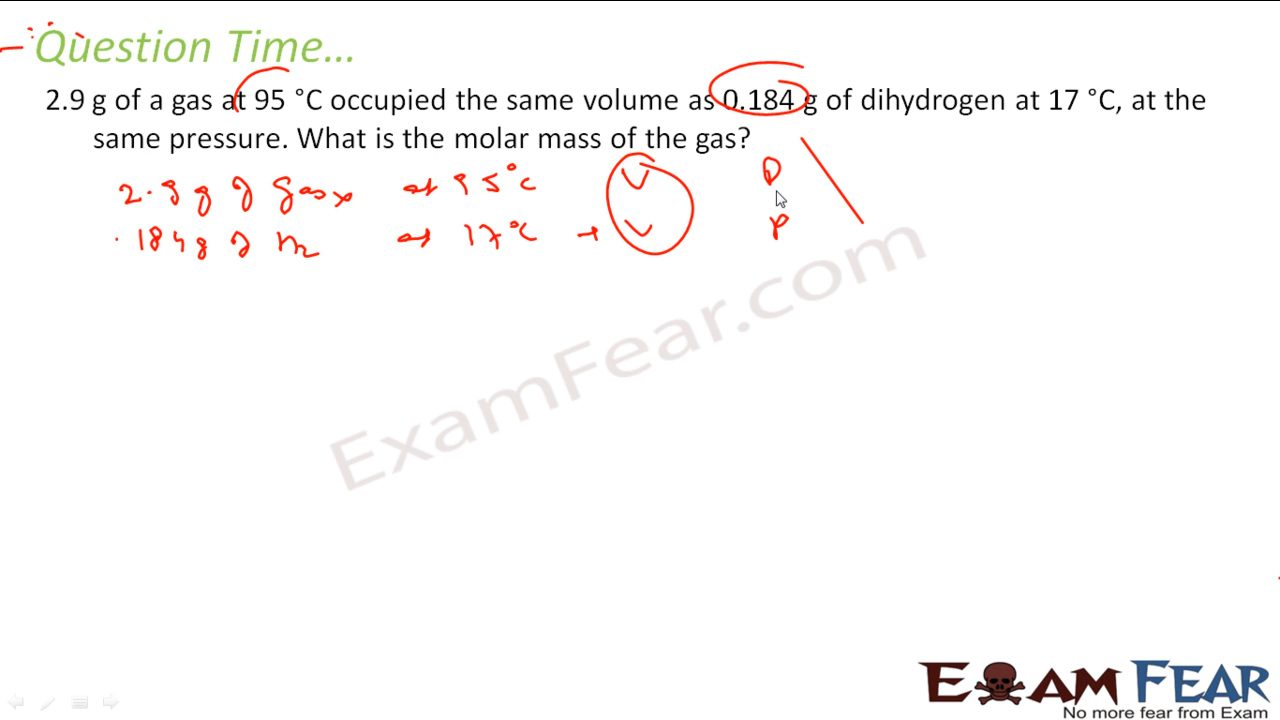 Question Time...
2.9 g of a gas at 95 °C occupied the same volume as 0.184 g of dihydrogen at 17 °C, at the
same pressure. What is the molar mass of the gas?
2.9 g of gas x at 95°C V P
.184 g of H2 at 17°C → V P
ExamFear.com
EXAM FEAR
No more fear from Exam